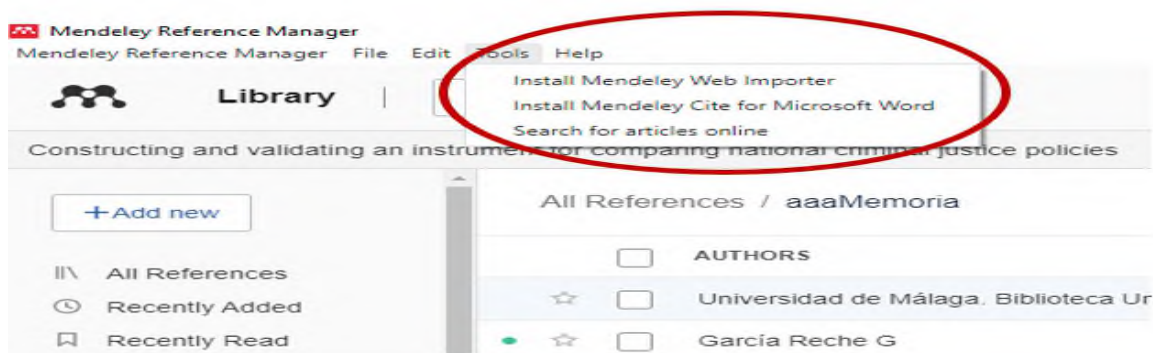 Mendeley Reference Manager
Mendeley Reference Manager File Edit Tools Help
Install Mendeley Web Importer
Library
Install Mendeley Cite for Microsoft Word
Search for articles online
Constructing and validating an instrument for comparing national criminal justice policies
+Add new
All References / aaaMemoria
AUTHORS
All References
Universidad de Málaga. Biblioteca Ur
Recently Added
García Reche G
Recently Read